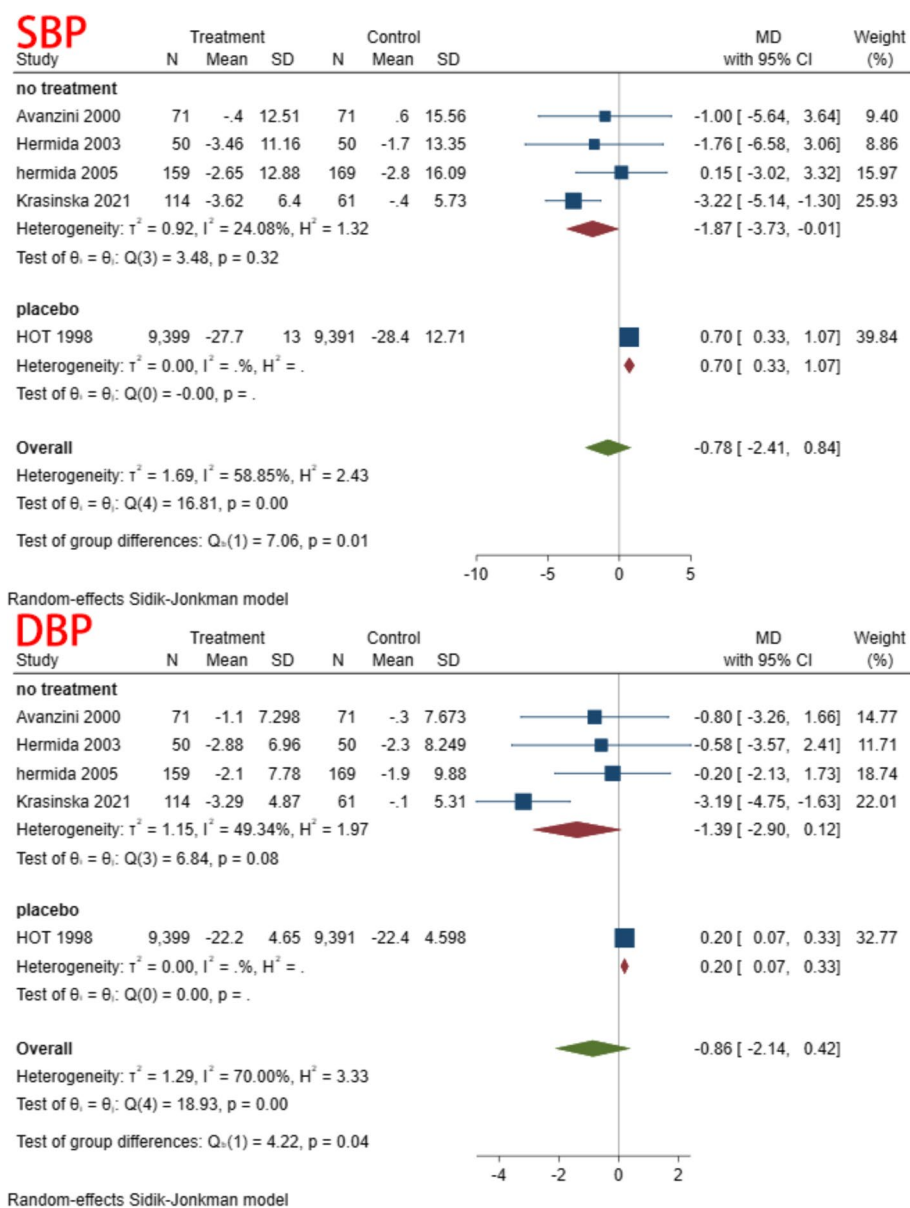 SBP
Treatment Control MD Weight
Study N Mean SD N Mean SD with 95% CI (%)
no treatment
Avanzini 2000 71 -.4 12.51 71 .6 15.56 -1.00 [ -5.64, 3.64] 9.40
Hermida 2003 50 -3.46 11.16 50 -1.7 13.35 -1.76 [ -6.58, 3.06] 8.86
hermida 2005 159 -2.65 12.88 169 -2.8 16.09 0.15 [ -3.02, 3.32] 15.97
Krasinska 2021 114 -3.62 6.4 61 -.4 5.73 -3.22 [ -5.14, -1.30] 25.93
Heterogeneity: τ² = 0.92, I² = 24.08%, H² = 1.32 -1.87 [ -3.73, -0.01]
Test of θᵢ = θⱼ: Q(3) = 3.48, p = 0.32
placebo
HOT 1998 9,399 -27.7 13 9,391 -28.4 12.71 0.70 [ 0.33, 1.07] 39.84
Heterogeneity: τ² = 0.00, I² = .%, H² = . 0.70 [ 0.33, 1.07]
Test of θᵢ = θⱼ: Q(0) = -0.00, p = .
Overall -0.78 [ -2.41, 0.84]
Heterogeneity: τ² = 1.69, I² = 58.85%, H² = 2.43
Test of θᵢ = θⱼ: Q(4) = 16.81, p = 0.00
Test of group differences: Q_b(1) = 7.06, p = 0.01
-10 -5 0 5
Random-effects Sidik-Jonkman model
DBP
Treatment Control MD Weight
Study N Mean SD N Mean SD with 95% CI (%)
no treatment
Avanzini 2000 71 -1.1 7.298 71 -.3 7.673 -0.80 [ -3.26, 1.66] 14.77
Hermida 2003 50 -2.88 6.96 50 -2.3 8.249 -0.58 [ -3.57, 2.41] 11.71
hermida 2005 159 -2.1 7.78 169 -1.9 9.88 -0.20 [ -2.13, 1.73] 18.74
Krasinska 2021 114 -3.29 4.87 61 -.1 5.31 -3.19 [ -4.75, -1.63] 22.01
Heterogeneity: τ² = 1.15, I² = 49.34%, H² = 1.97 -1.39 [ -2.90, 0.12]
Test of θᵢ = θⱼ: Q(3) = 6.84, p = 0.08
placebo
HOT 1998 9,399 -22.2 4.65 9,391 -22.4 4.598 0.20 [ 0.07, 0.33] 32.77
Heterogeneity: τ² = 0.00, I² = .%, H² = . 0.20 [ 0.07, 0.33]
Test of θᵢ = θⱼ: Q(0) = 0.00, p = .
Overall -0.86 [ -2.14, 0.42]
Heterogeneity: τ² = 1.29, I² = 70.00%, H² = 3.33
Test of θᵢ = θⱼ: Q(4) = 18.93, p = 0.00
Test of group differences: Q_b(1) = 4.22, p = 0.04
-4 -2 0 2
Random-effects Sidik-Jonkman model